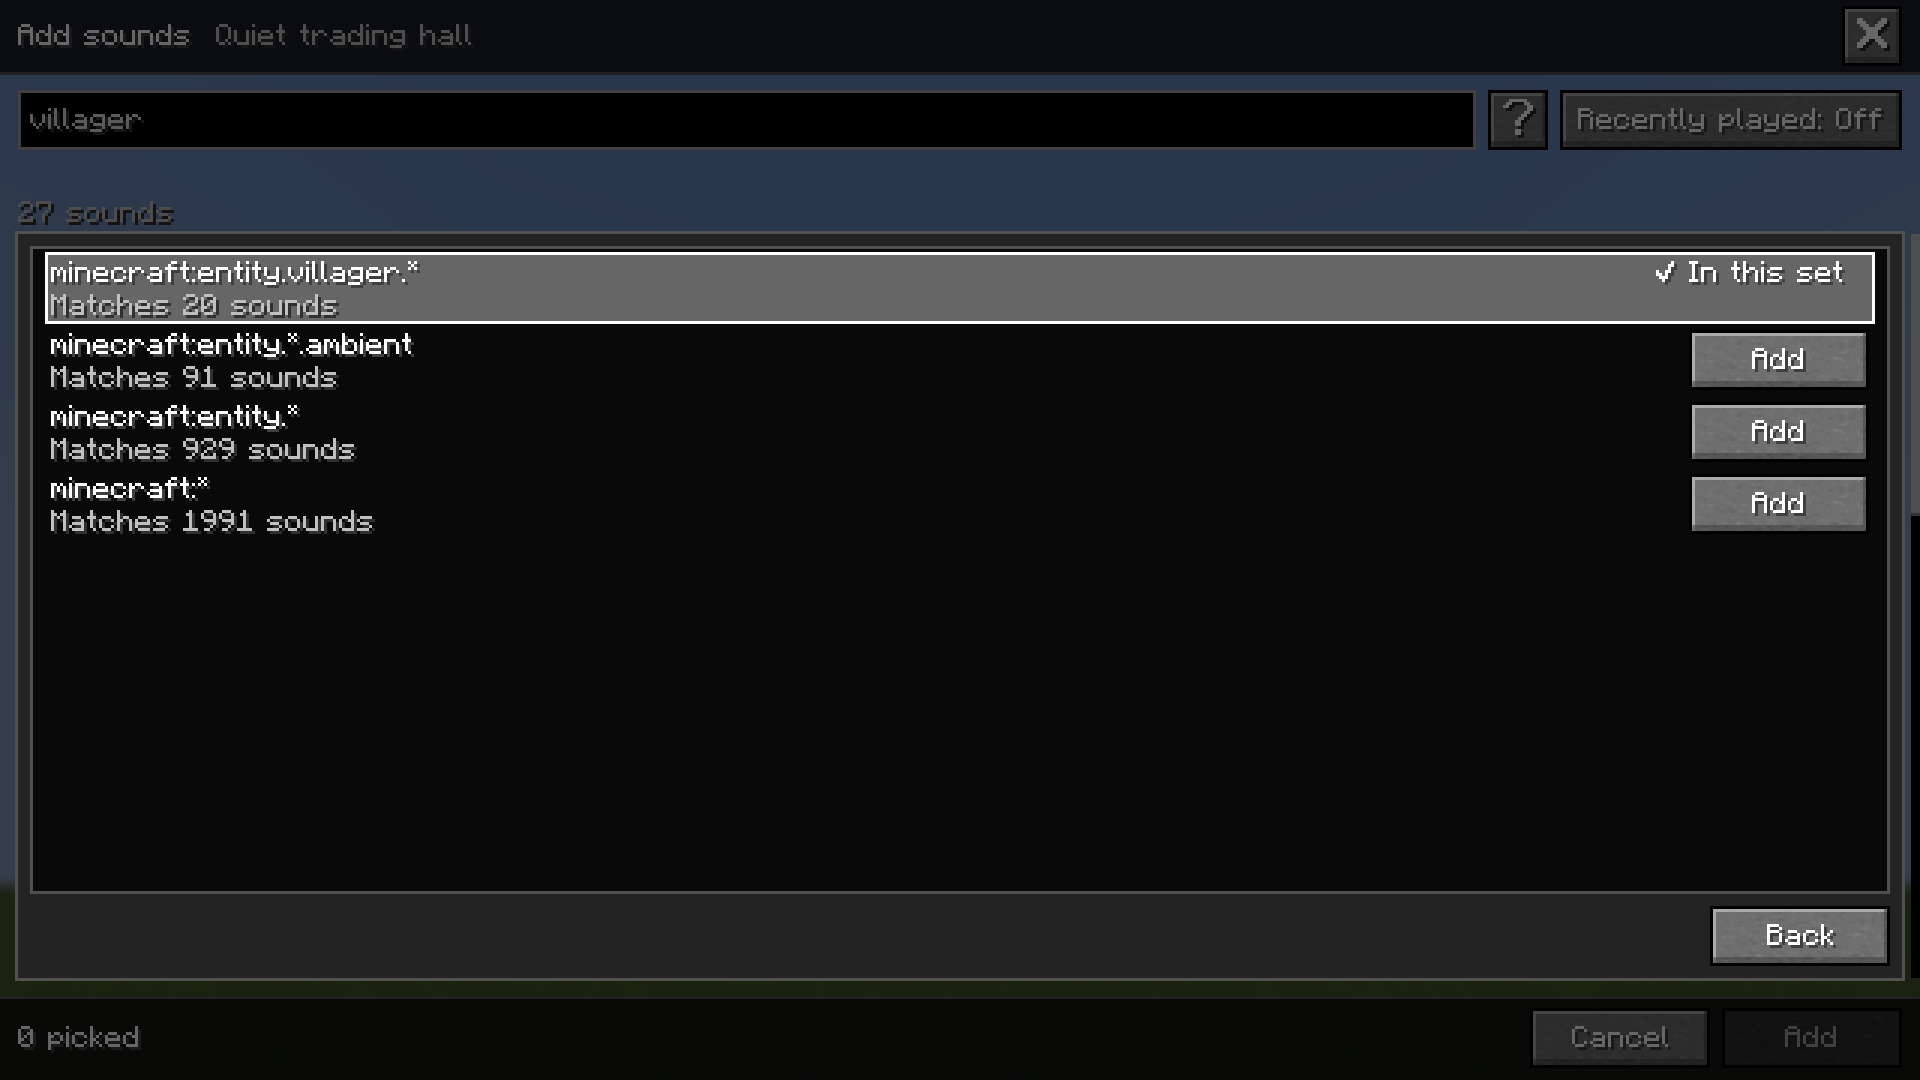 Add sounds Quiet trading hall
villager
?
Recently played: Off
27 sounds
minecraft:entity.villager.*
✓ In this set
Matches 20 sounds
minecraft:entity.*.ambient
Add
Matches 91 sounds
minecraft:entity.*
Add
Matches 929 sounds
minecraft:*
Add
Matches 1991 sounds
Back
0 picked
Cancel
Add